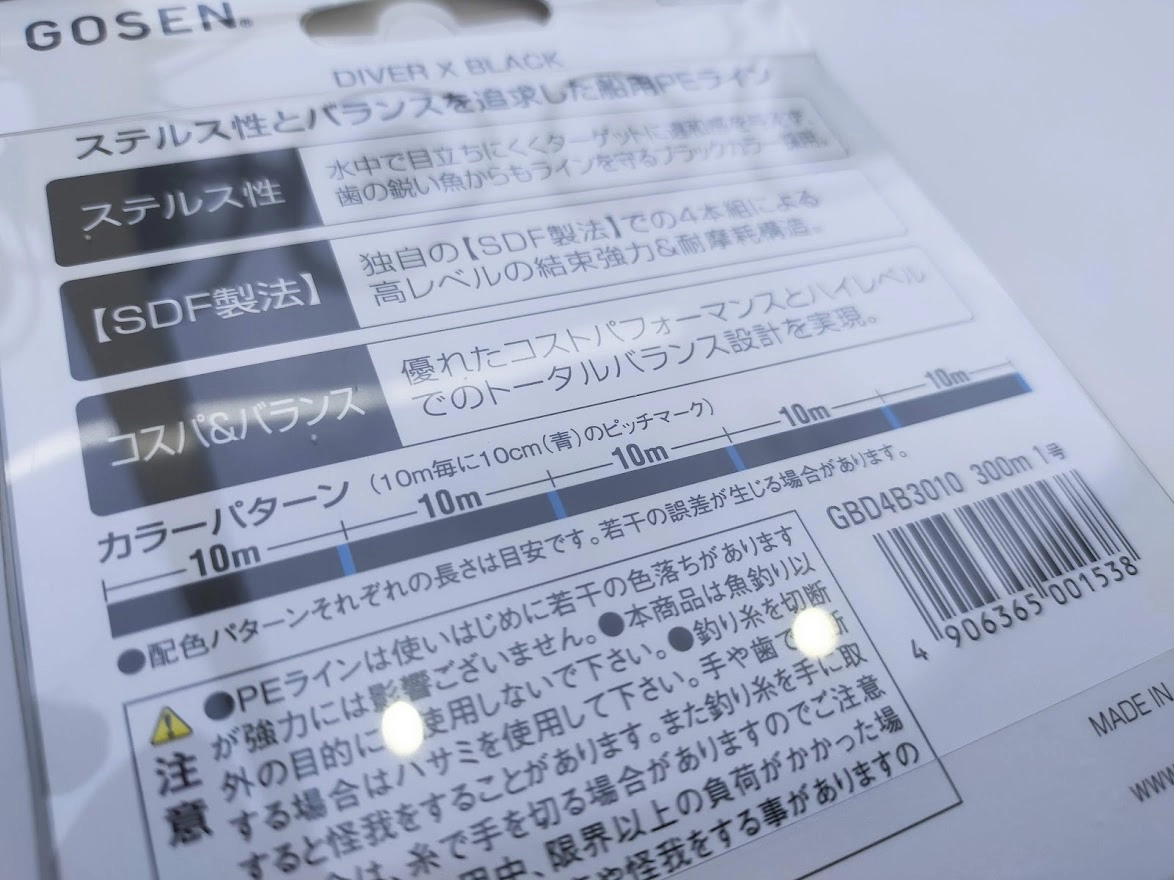 GOSEN®
DIVER X BLACK
ステルス性とバランスを追求した船用PEライン
ステルス性
水中で目立ちにくくターゲットに違和感を与えず、
歯の鋭い魚からもラインを守るブラックカラー採用。
【SDF製法】
独自の【SDF製法】での4本組による
高レベルの結束強力&耐摩耗構造。
コスパ&バランス
優れたコストパフォーマンスとハイレベル
でのトータルバランス設計を実現。
カラーパターン（10m毎に10cm（青）のピッチマーク）
10m 10m 10m 10m 10m
●配色パターンそれぞれの長さは目安です。若干の誤差が生じる場合があります。
GBD4B3010 300m 1号
4 906365 001538
注意
●PEラインは使いはじめに若干の色落ちがあります
が強力には影響ございません。●本商品は魚釣り以
外の目的に 使用しないで下さい。●釣り糸を切断
する場合はハサミを使用して下さい。手や歯で
すると怪我をすることがあります。また釣り糸を手に取
は、糸で手を切る場合がありますのでご注意
中、限界以上の負荷がかかった場
や怪我をする事がありますの
MADE IN
WWW